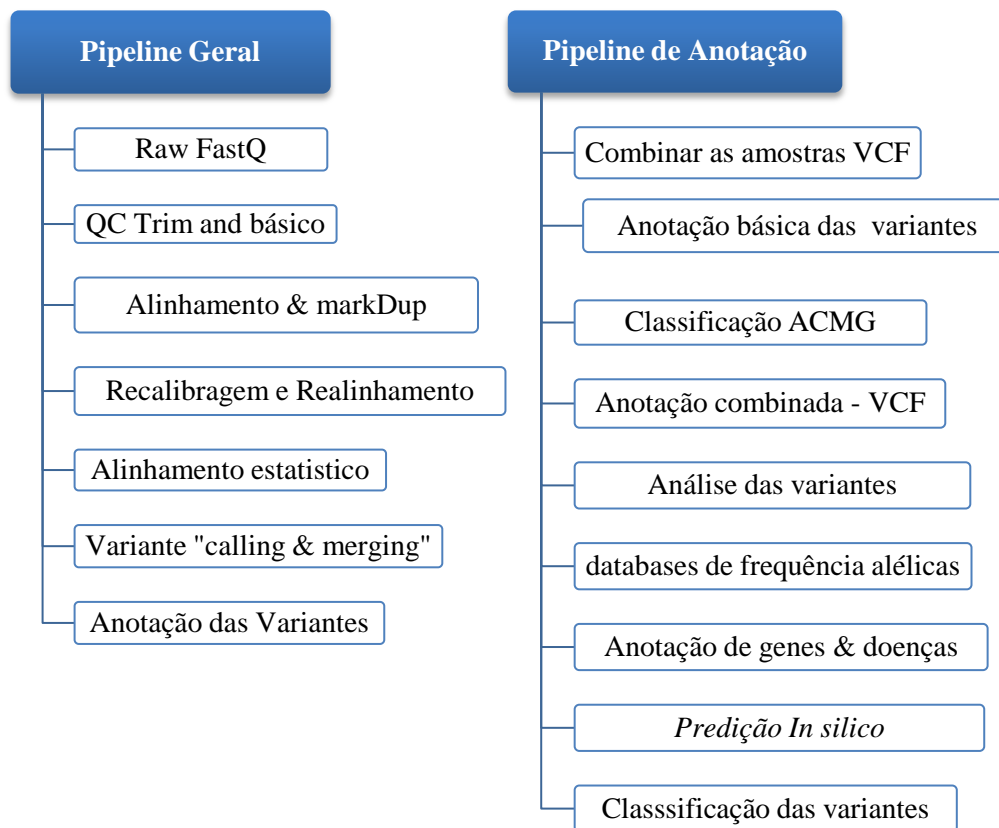 Pipeline Geral
Raw FastQ
QC Trim and básico
Alinhamento & markDup
Recalibragem e Realinhamento
Alinhamento estatistico
Variante "calling & merging"
Anotação das Variantes
Pipeline de Anotação
Combinar as amostras VCF
Anotação básica das variantes
Classificação ACMG
Anotação combinada - VCF
Análise das variantes
databases de frequência alélicas
Anotação de genes & doenças
Predição In silico
Classsificação das variantes